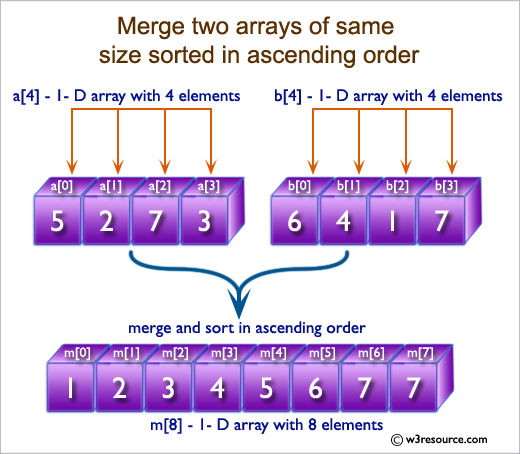 Merge two arrays of same
size sorted in ascending order
a[4] - 1- D array with 4 elements
b[4] - 1- D array with 4 elements
a[0] a[1] a[2] a[3]
5 2 7 3
b[0] b[1] b[2] b[3]
6 4 1 7
merge and sort in ascending order
m[0] m[1] m[2] m[3] m[4] m[5] m[6] m[7]
1 2 3 4 5 6 7 7
m[8] - 1- D array with 8 elements
© w3resource.com